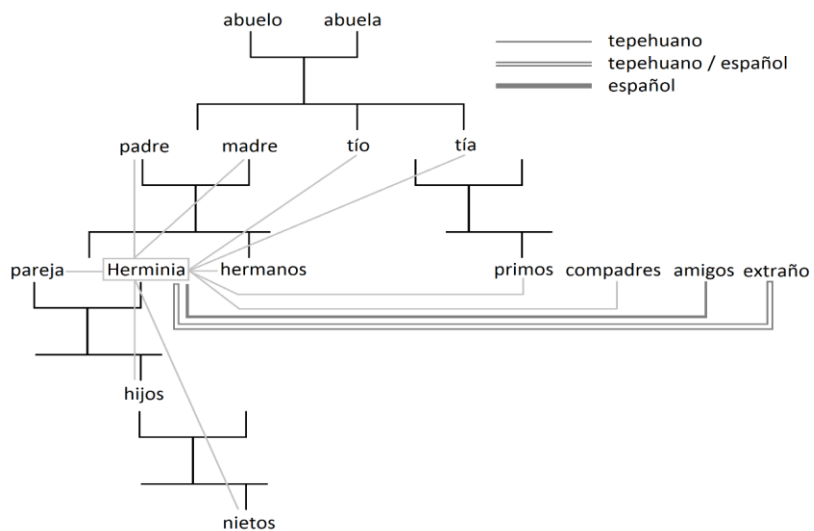 abuelo abuela
tepehuano
tepehuano / español
español
padre madre tío tía
pareja Herminia hermanos primos compadres amigos extraño
hijos
nietos